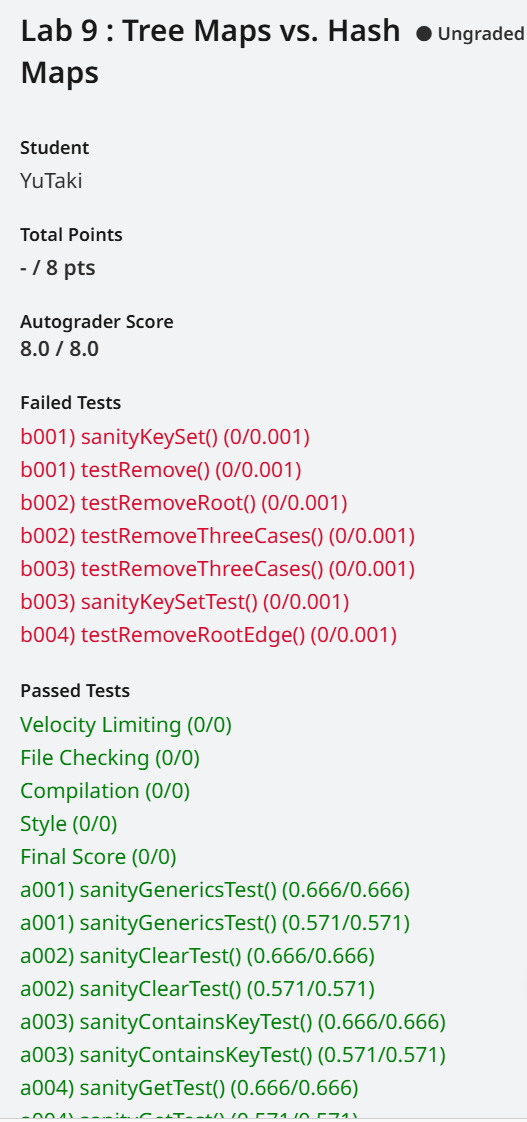 Lab 9 : Tree Maps vs. Hash Maps
● Ungraded
Student
YuTaki
Total Points
- / 8 pts
Autograder Score
8.0 / 8.0
Failed Tests
b001) sanityKeySet() (0/0.001)
b001) testRemove() (0/0.001)
b002) testRemoveRoot() (0/0.001)
b002) testRemoveThreeCases() (0/0.001)
b003) testRemoveThreeCases() (0/0.001)
b003) sanityKeySetTest() (0/0.001)
b004) testRemoveRootEdge() (0/0.001)
Passed Tests
Velocity Limiting (0/0)
File Checking (0/0)
Compilation (0/0)
Style (0/0)
Final Score (0/0)
a001) sanityGenericsTest() (0.666/0.666)
a001) sanityGenericsTest() (0.571/0.571)
a002) sanityClearTest() (0.666/0.666)
a002) sanityClearTest() (0.571/0.571)
a003) sanityContainsKeyTest() (0.666/0.666)
a003) sanityContainsKeyTest() (0.571/0.571)
a004) sanityGetTest() (0.666/0.666)
a004) sanityGetTest() (0.571/0.571)